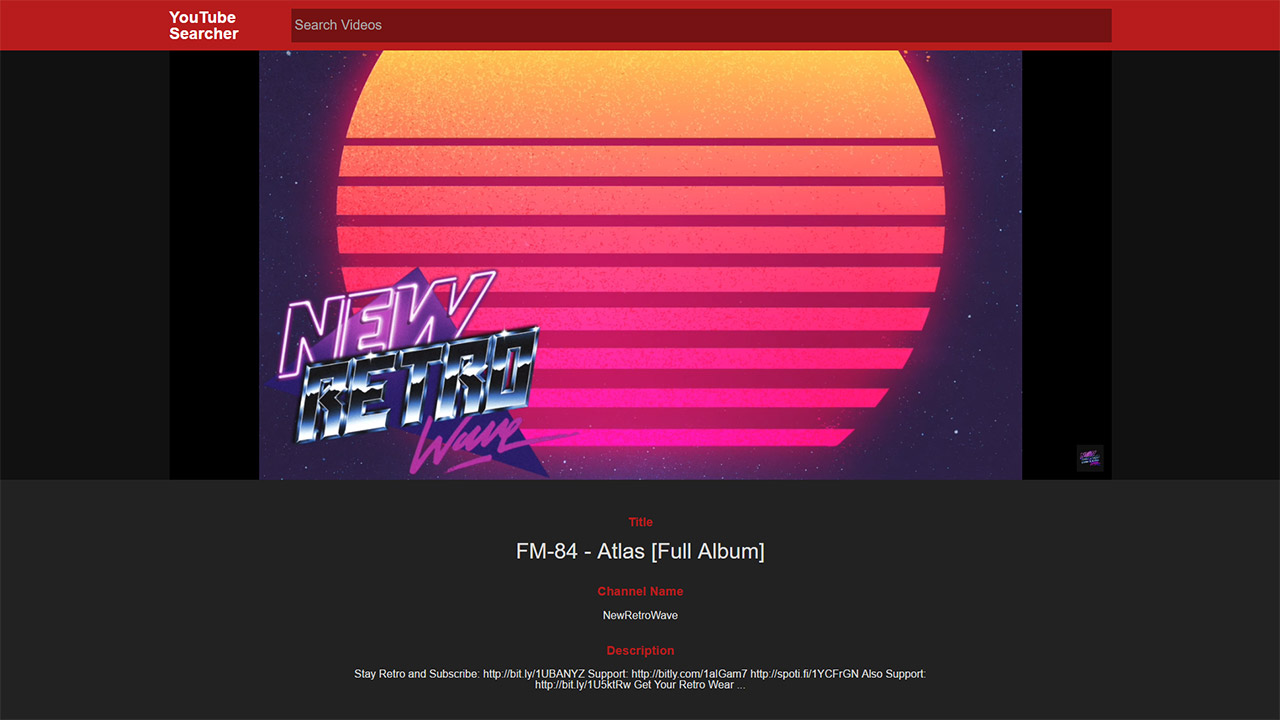 YouTube
Searcher
Search Videos
NEW
RETRO
Wave
Title
FM-84 - Atlas [Full Album]
Channel Name
NewRetroWave
Description
Stay Retro and Subscribe: http://bit.ly/1UBANYZ Support: http://bitly.com/1aIGam7 http://spoti.fi/1YCFrGN Also Support:
http://bit.ly/1U5ktRw Get Your Retro Wear ...